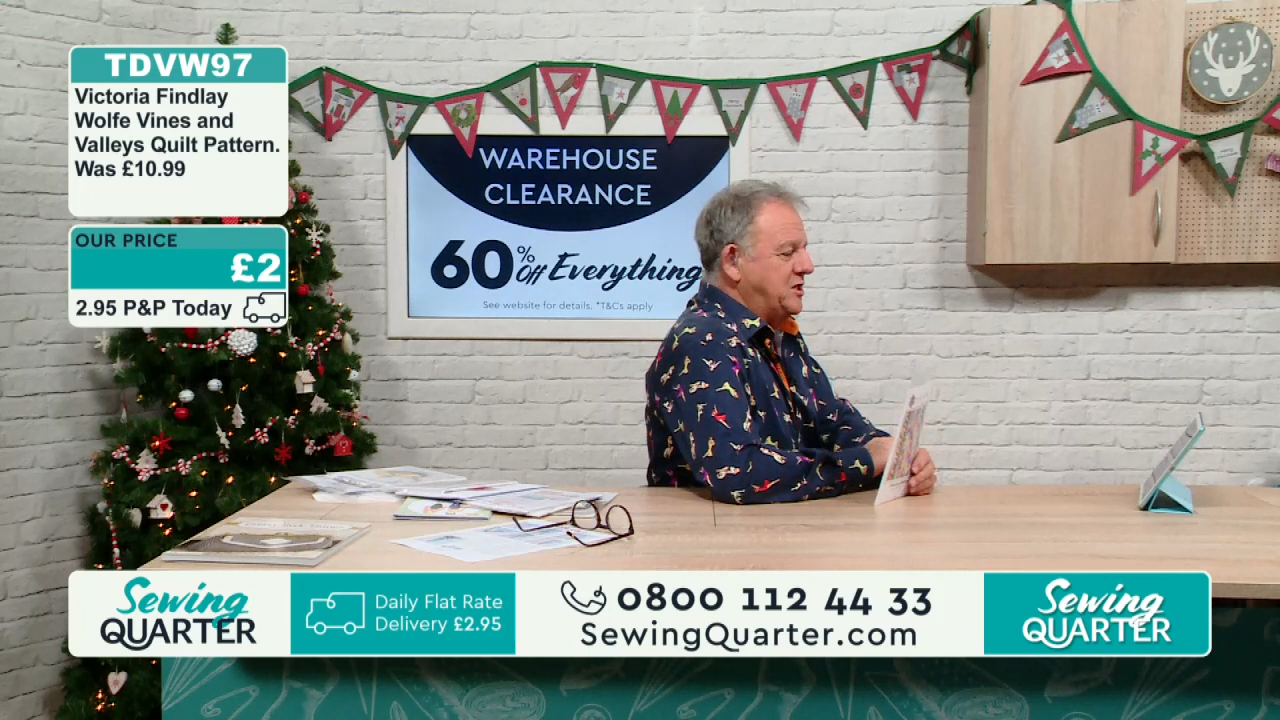 TDVW97
Victoria Findlay
Wolfe Vines and
Valleys Quilt Pattern.
Was £10.99
OUR PRICE
£2
2.95 P&P Today
WAREHOUSE
CLEARANCE
60% Off Everything
See website for details. *T&Cs apply
Sewing
QUARTER
Daily Flat Rate
Delivery £2.95
0800 112 44 33
SewingQuarter.com
Sewing
QUARTER